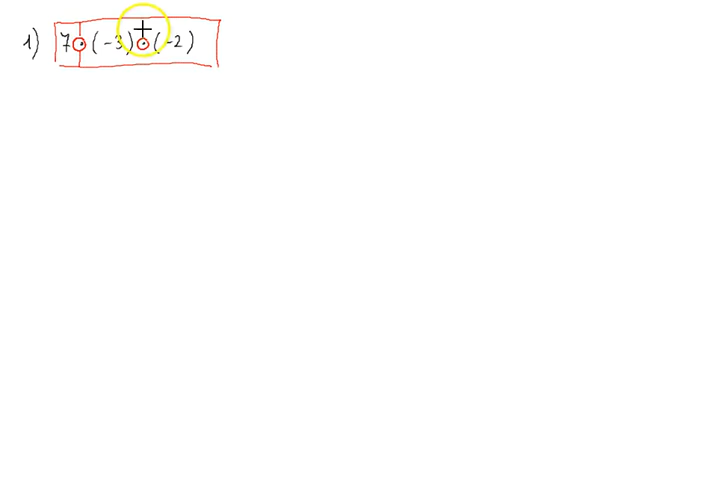 1) 7 · (-3) · (-2)